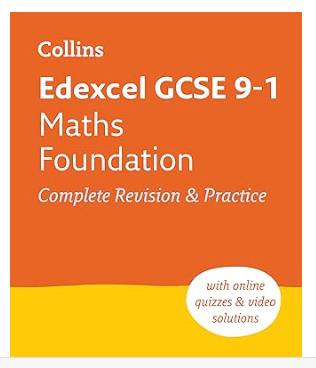 Collins
Edexcel GCSE 9-1
Maths
Foundation
Complete Revision & Practice
with online
quizzes & video
solutions